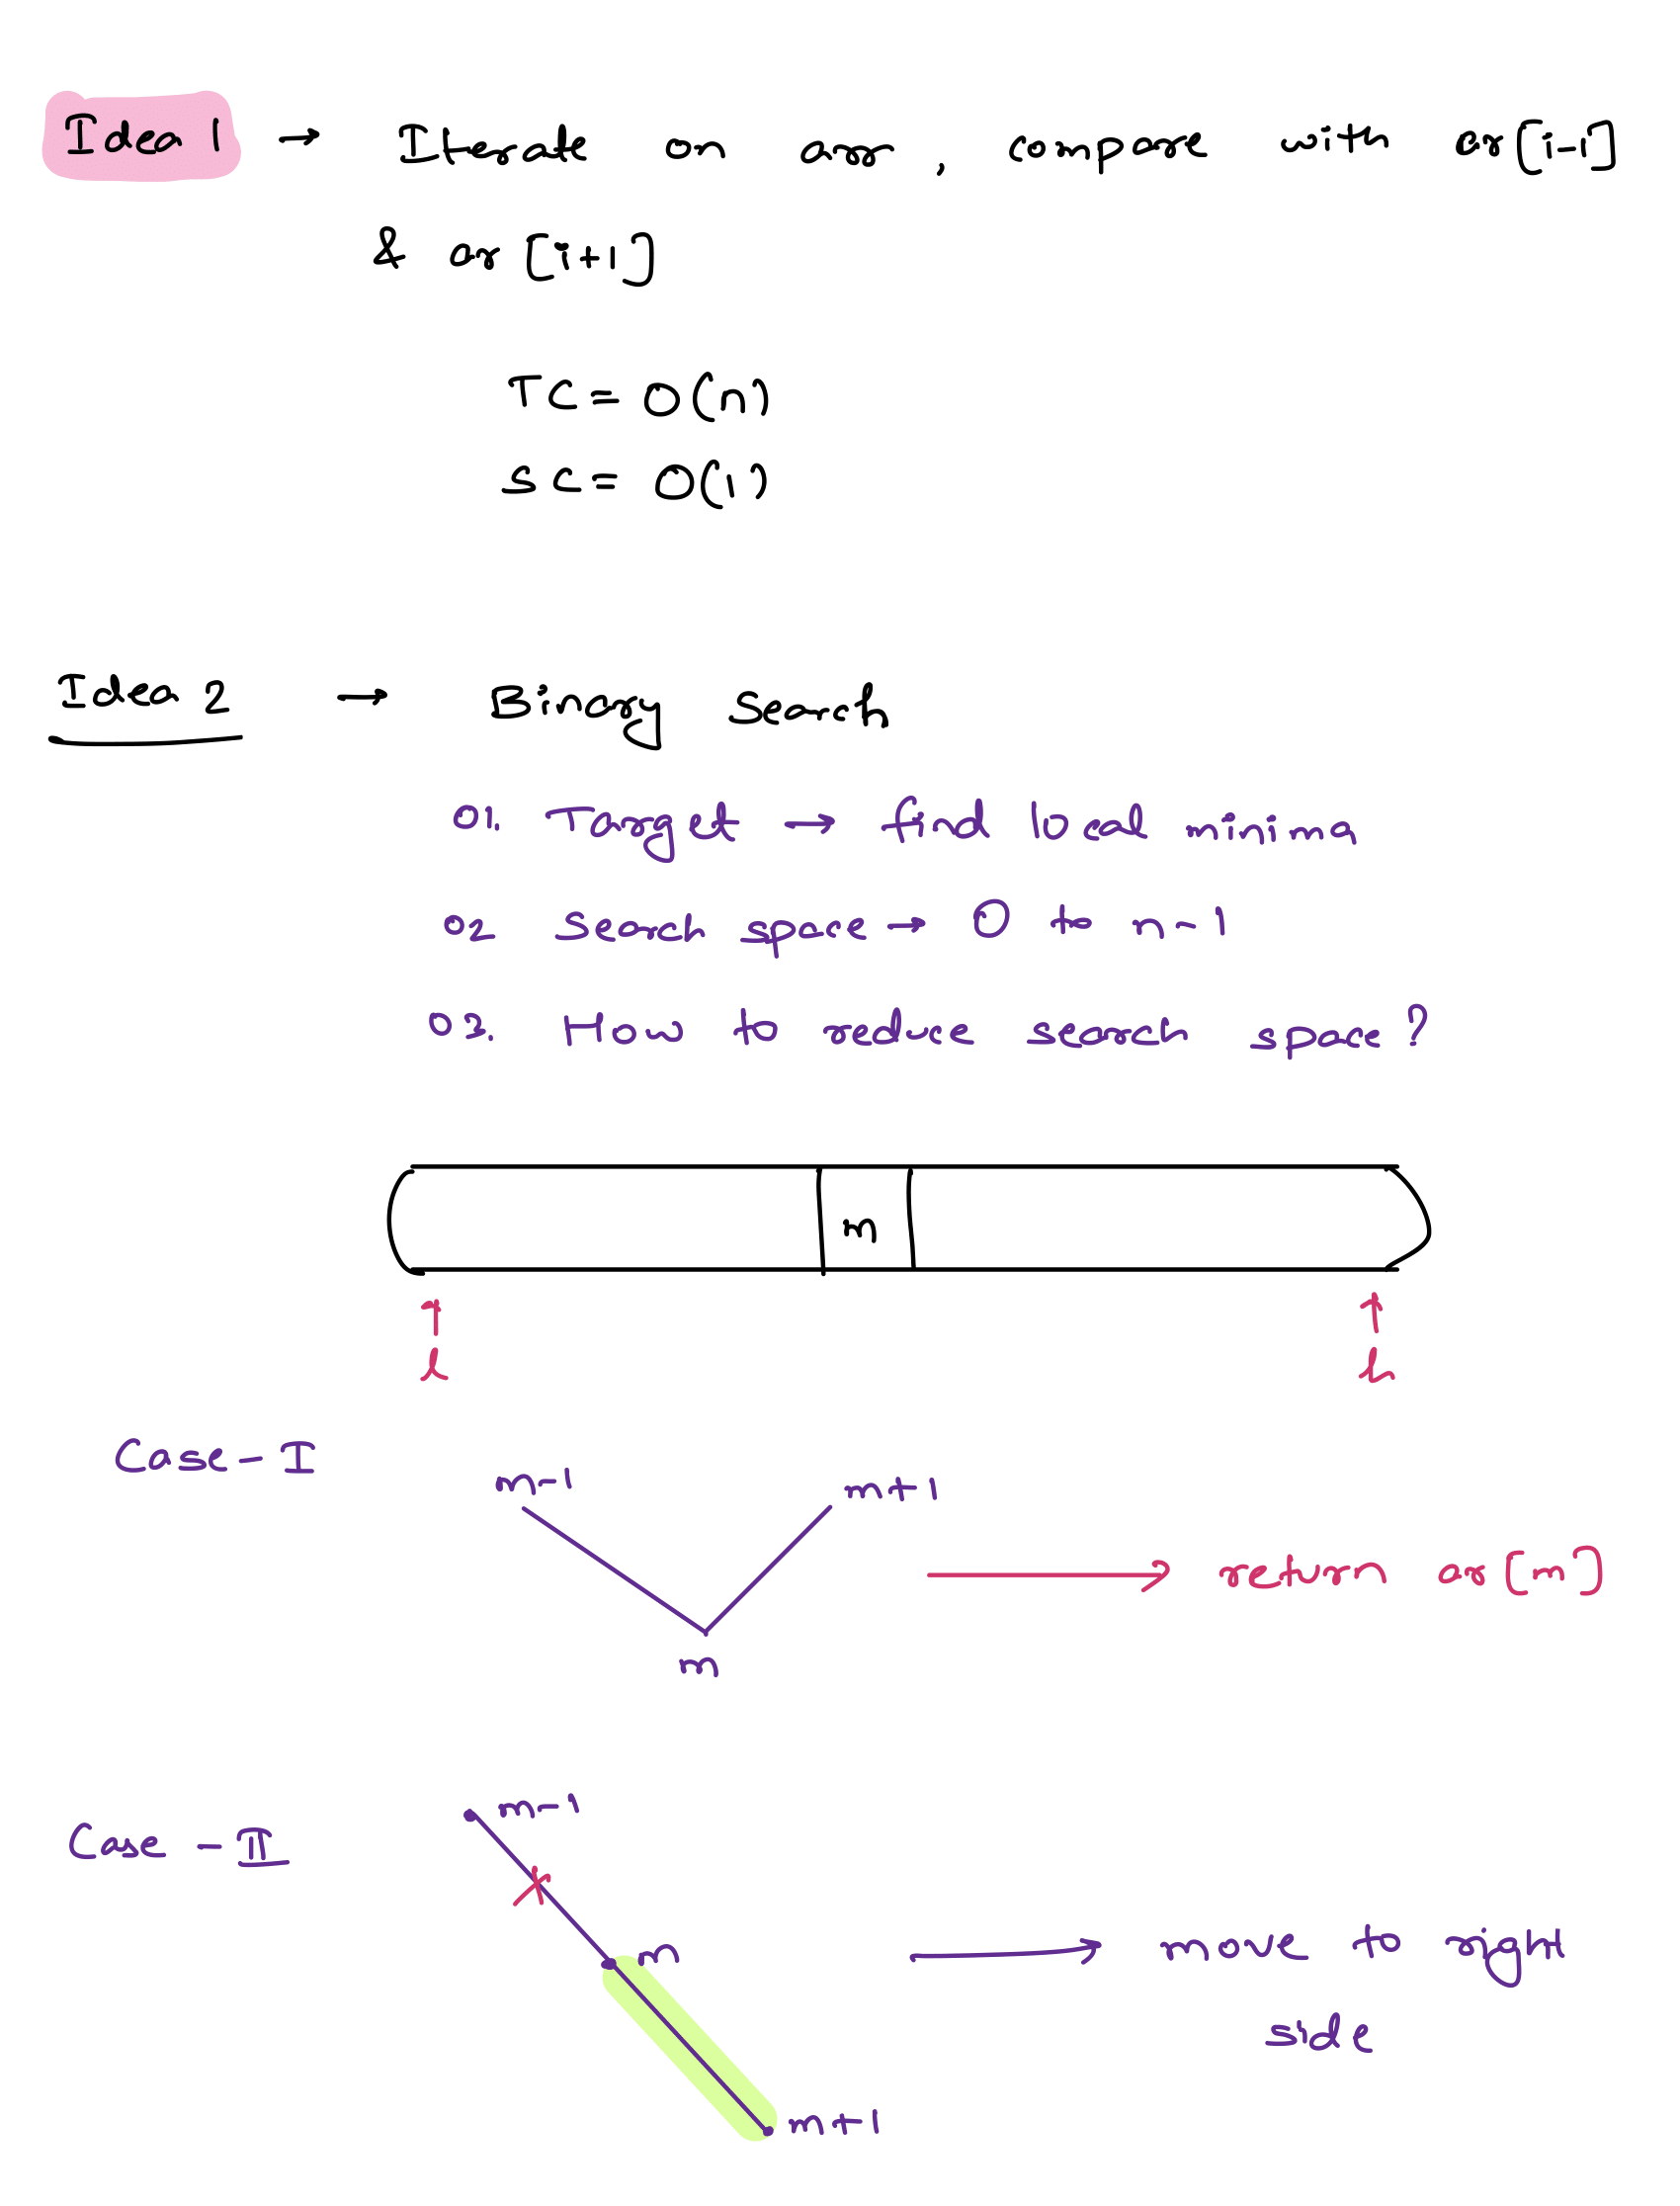 Idea 1 → Iterate on arr, compare with ar[i-1]
& ar[i+1]
TC = O(n)
SC = O(1)
Idea 2 → Binary Search
01. Target → find local minima
02 Search space → 0 to n-1
03. How to reduce search space?
m
l h
Case - I
m-1 m+1
→ return ar[m]
m
m-1
Case - II
m
→ move to right
side
m+1